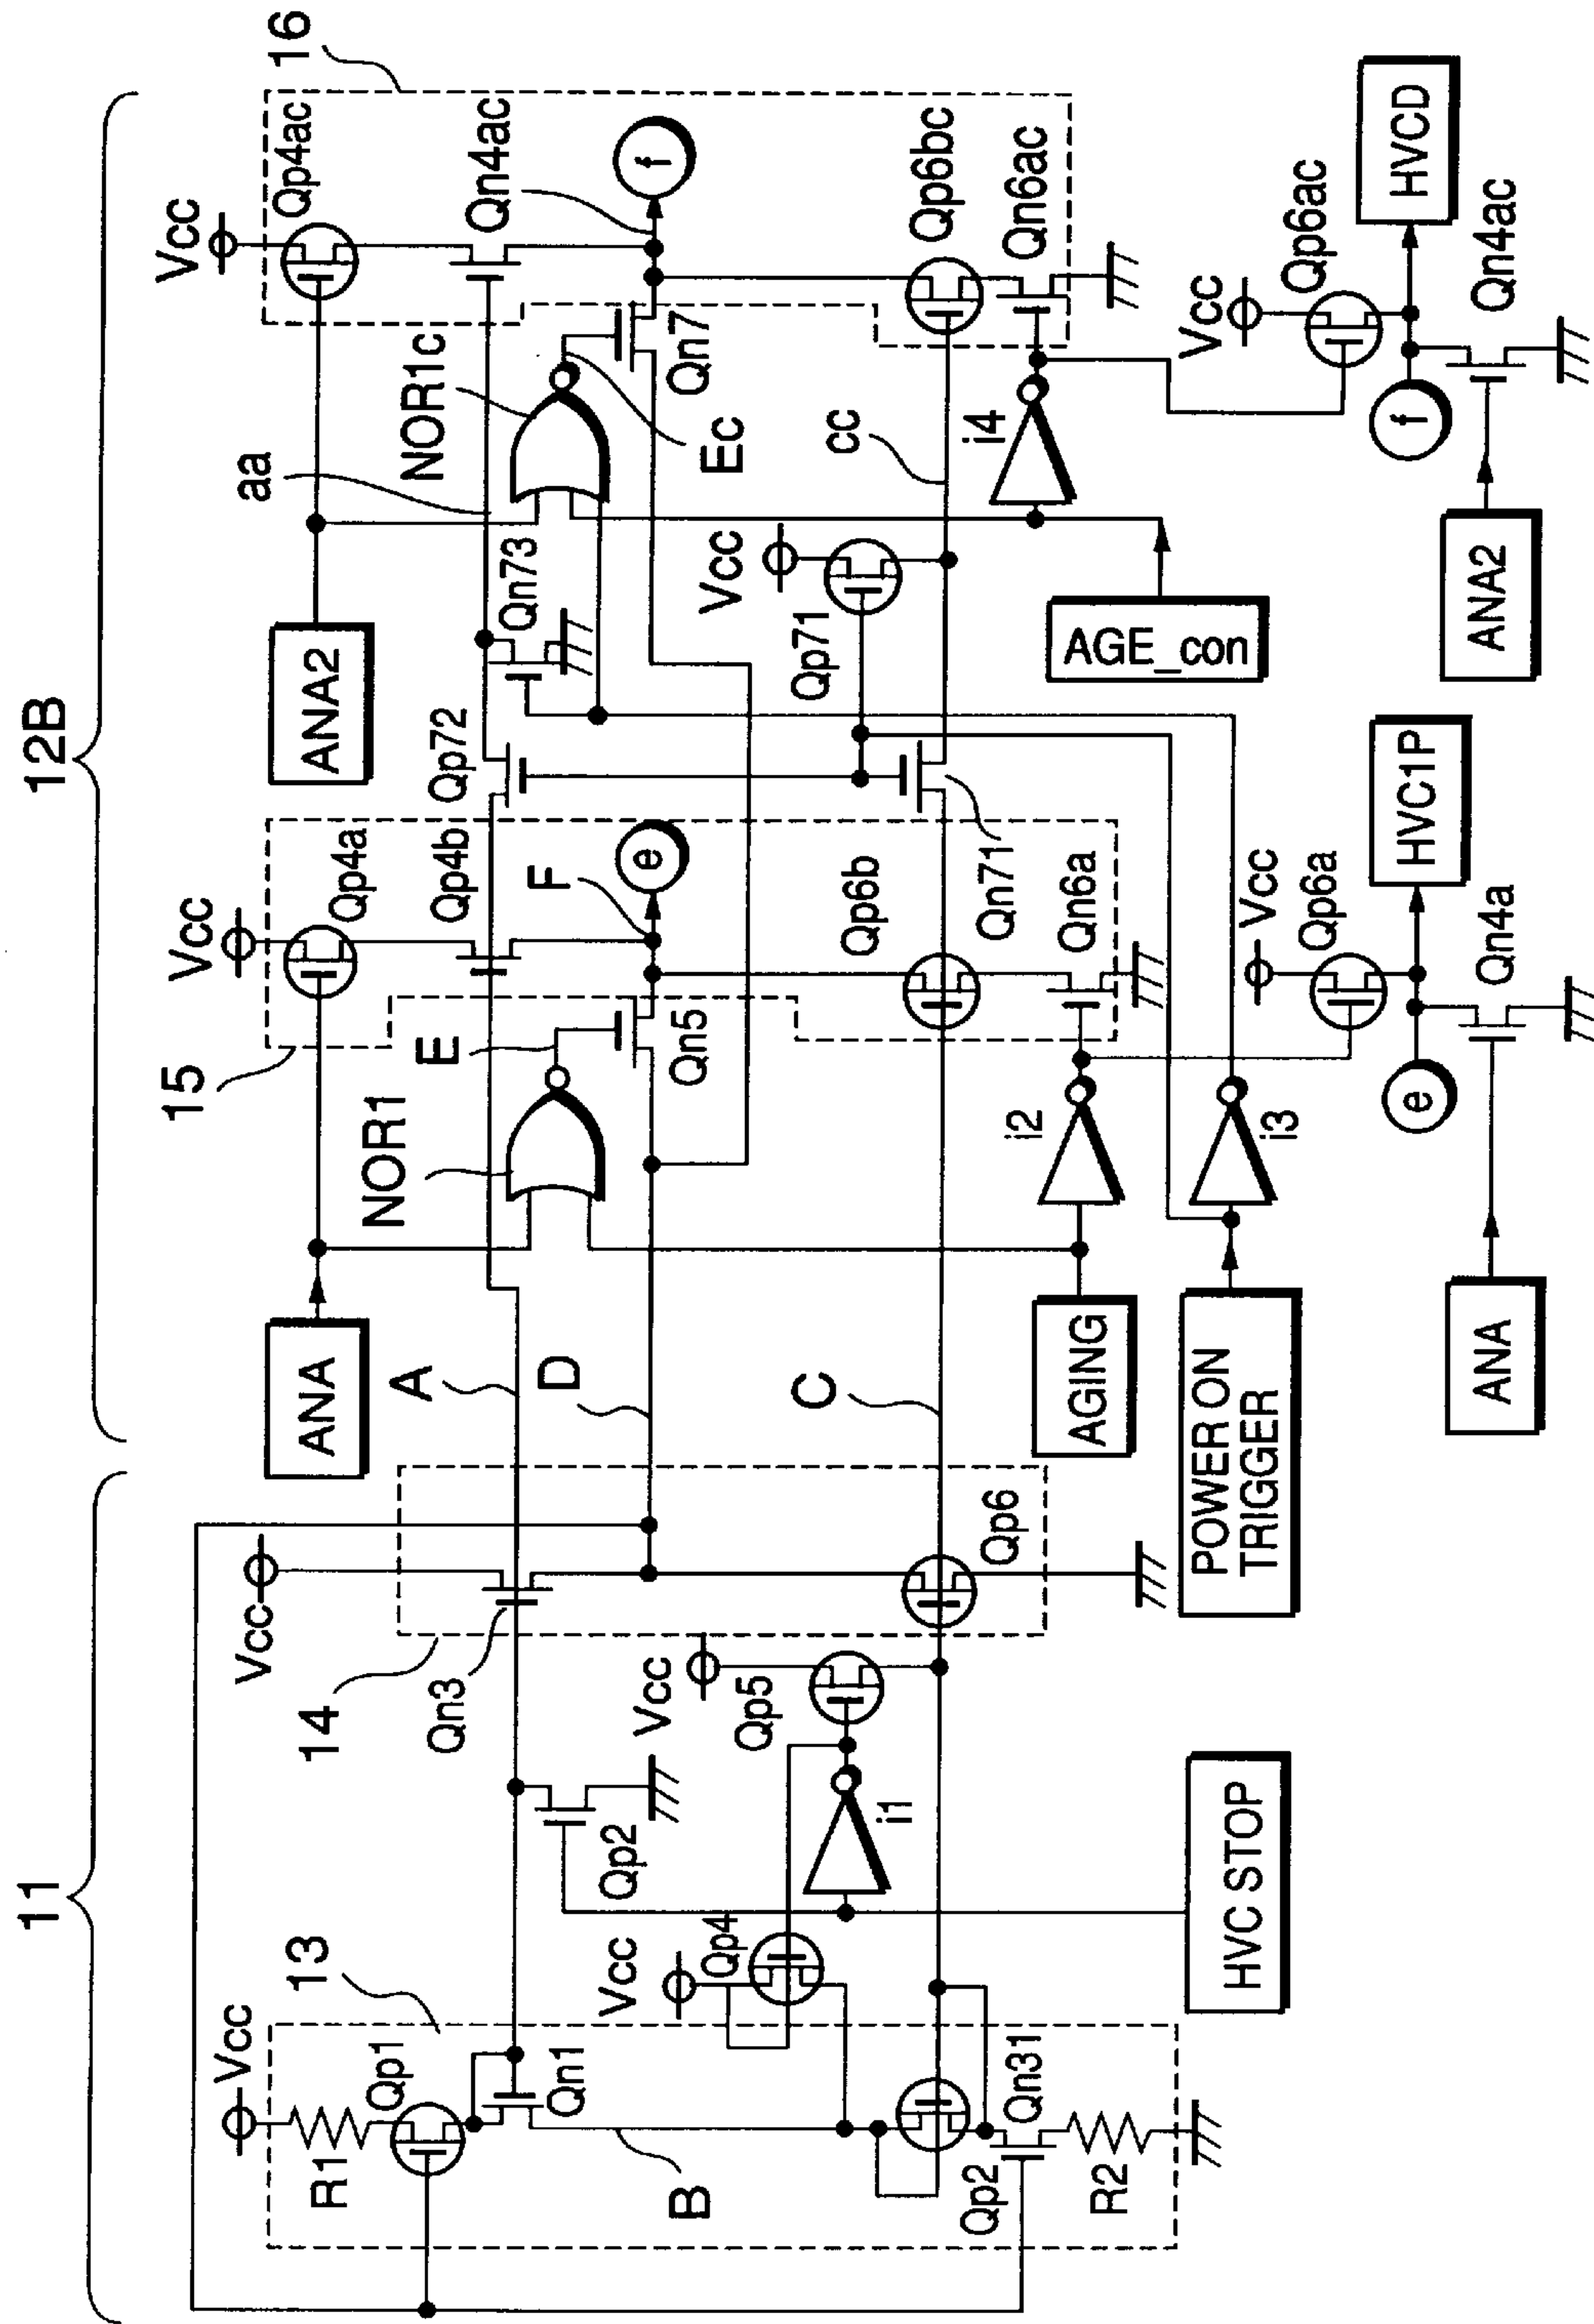 11
12B
13
Vcc
R1
Qp1
Qn1
B
Vcc
Qp4
Qp2
Qn31
R2
HVC STOP
i1
Qp2
Vcc
Qp5
14
Qn3
Vcc
Qp6
A
D
C
ANA
AGING
POWER ON
TRIGGER
ANA
15
NOR1
E
Qn5
i2
i3
e
Vcc
Qp4a
Qp4b
F
e
Qp6b
Qn71
Qn6a
Vcc
Qp6a
HVC1P
Qn4a
Qp72
ANA2
Qn73
aa
NOR1c
Ec
Qn7
Vcc
Qp71
cc
i4
AGE_con
ANA2
16
Vcc
Qp4ac
Qn4ac
f
Qp6bc
Qn6ac
Vcc
Qp6ac
HVCD
f
Qn4ac